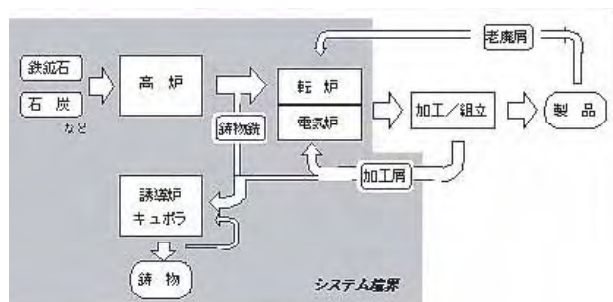 老廃屑
鉄鉱石
高 炉
転 炉
石 炭
など
鋳物銑
電気炉
加工/組立
製 品
加工屑
誘導炉
キュポラ
鋳 物
システム境界